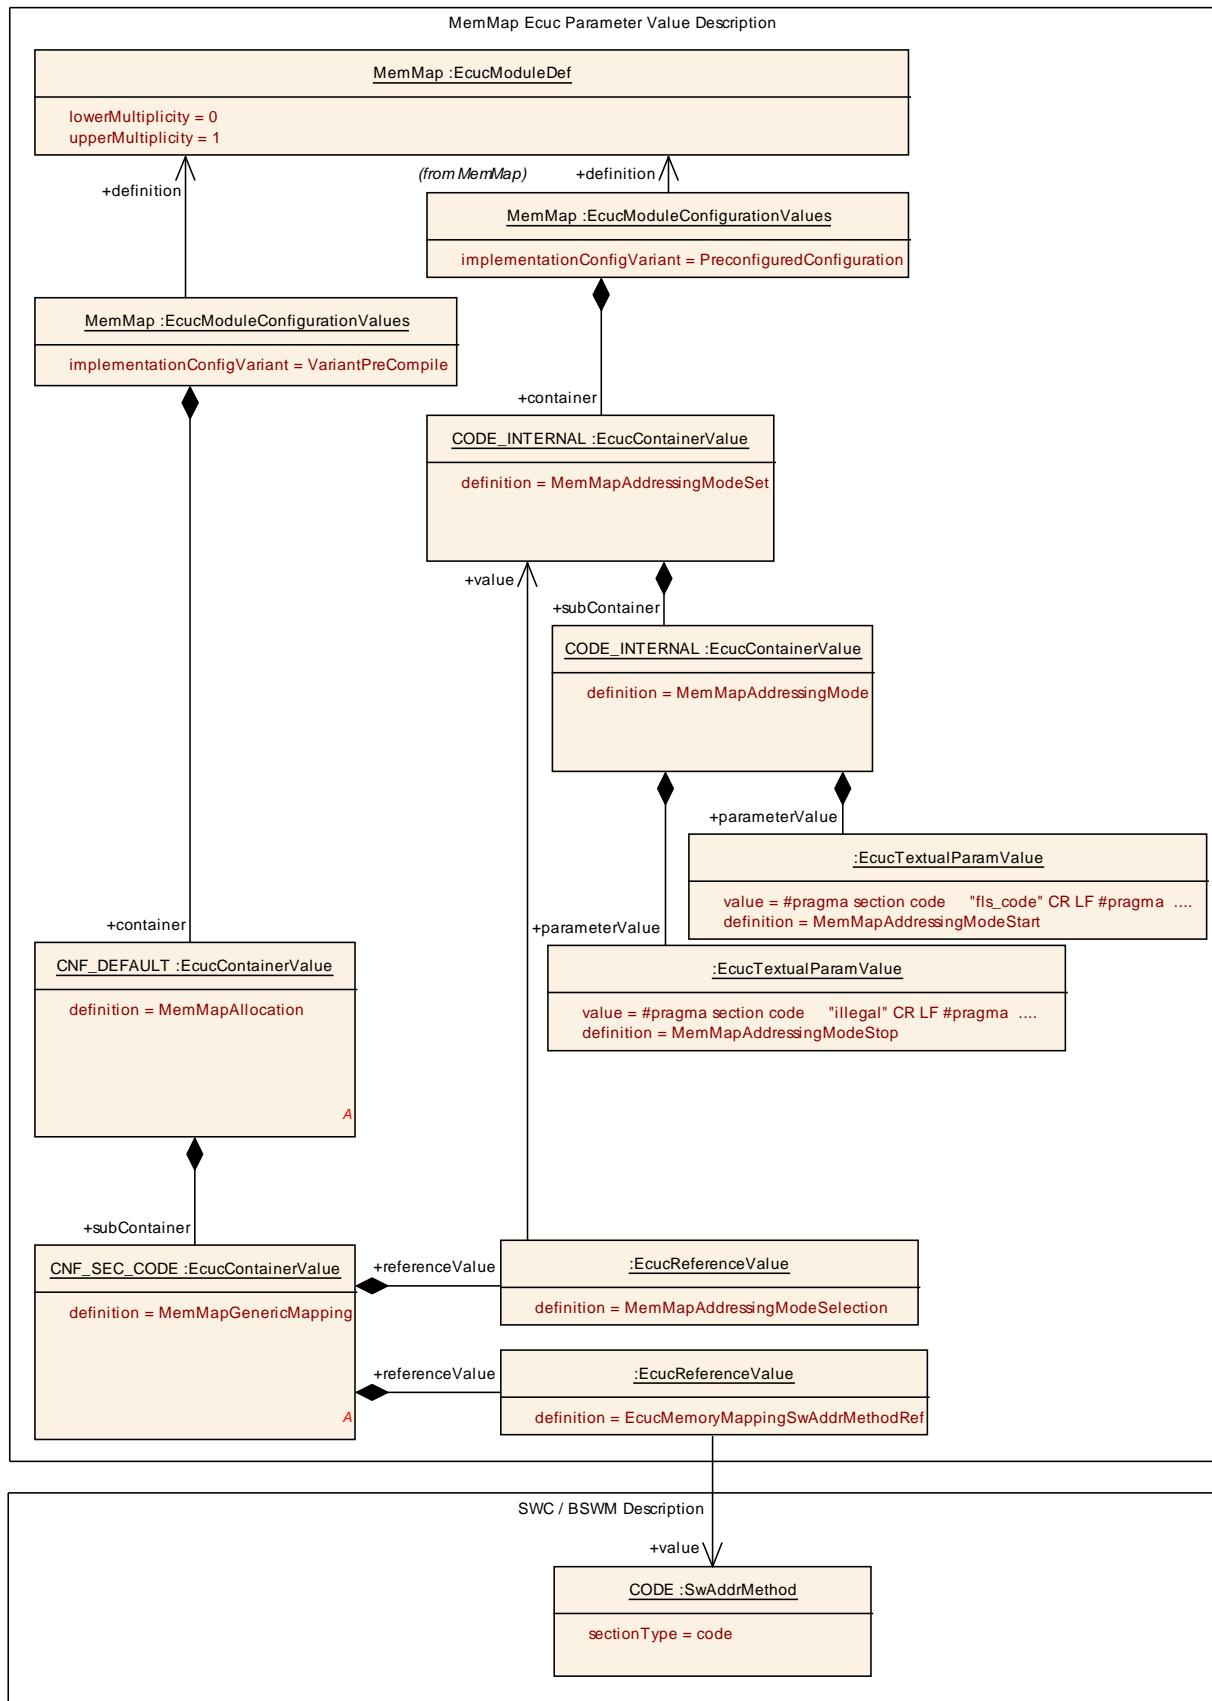 MemMap Ecuc Parameter Value Description
MemMap :EcucModuleDef
lowerMultiplicity = 0
upperMultiplicity = 1
(from MemMap)
+definition
+definition
MemMap :EcucModuleConfigurationValues
implementationConfigVariant = PreconfiguredConfiguration
MemMap :EcucModuleConfigurationValues
implementationConfigVariant = VariantPreCompile
+container
CODE_INTERNAL :EcucContainerValue
definition = MemMapAddressingModeSet
+value
+subContainer
CODE_INTERNAL :EcucContainerValue
definition = MemMapAddressingMode
+parameterValue
:EcucTextualParamValue
value = #pragma section code "fls_code" CR LF #pragma ....
definition = MemMapAddressingModeStart
+container
+parameterValue
CNF_DEFAULT :EcucContainerValue
definition = MemMapAllocation
A
:EcucTextualParamValue
value = #pragma section code "illegal" CR LF #pragma ....
definition = MemMapAddressingModeStop
+subContainer
CNF_SEC_CODE :EcucContainerValue
definition = MemMapGenericMapping
A
+referenceValue
:EcucReferenceValue
definition = MemMapAddressingModeSelection
+referenceValue
:EcucReferenceValue
definition = EcucMemoryMappingSwAddrMethodRef
SWC / BSWM Description
+value
CODE :SwAddrMethod
sectionType = code